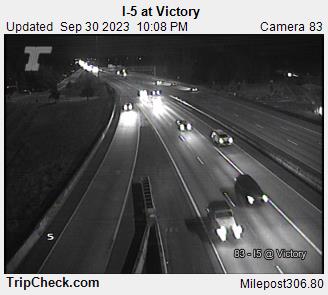 I-5 at Victory
Updated Sep 30 2023 10:08 PM Camera 83
T
S
83 - I5 @ Victory
TripCheck.com Milepost306.80